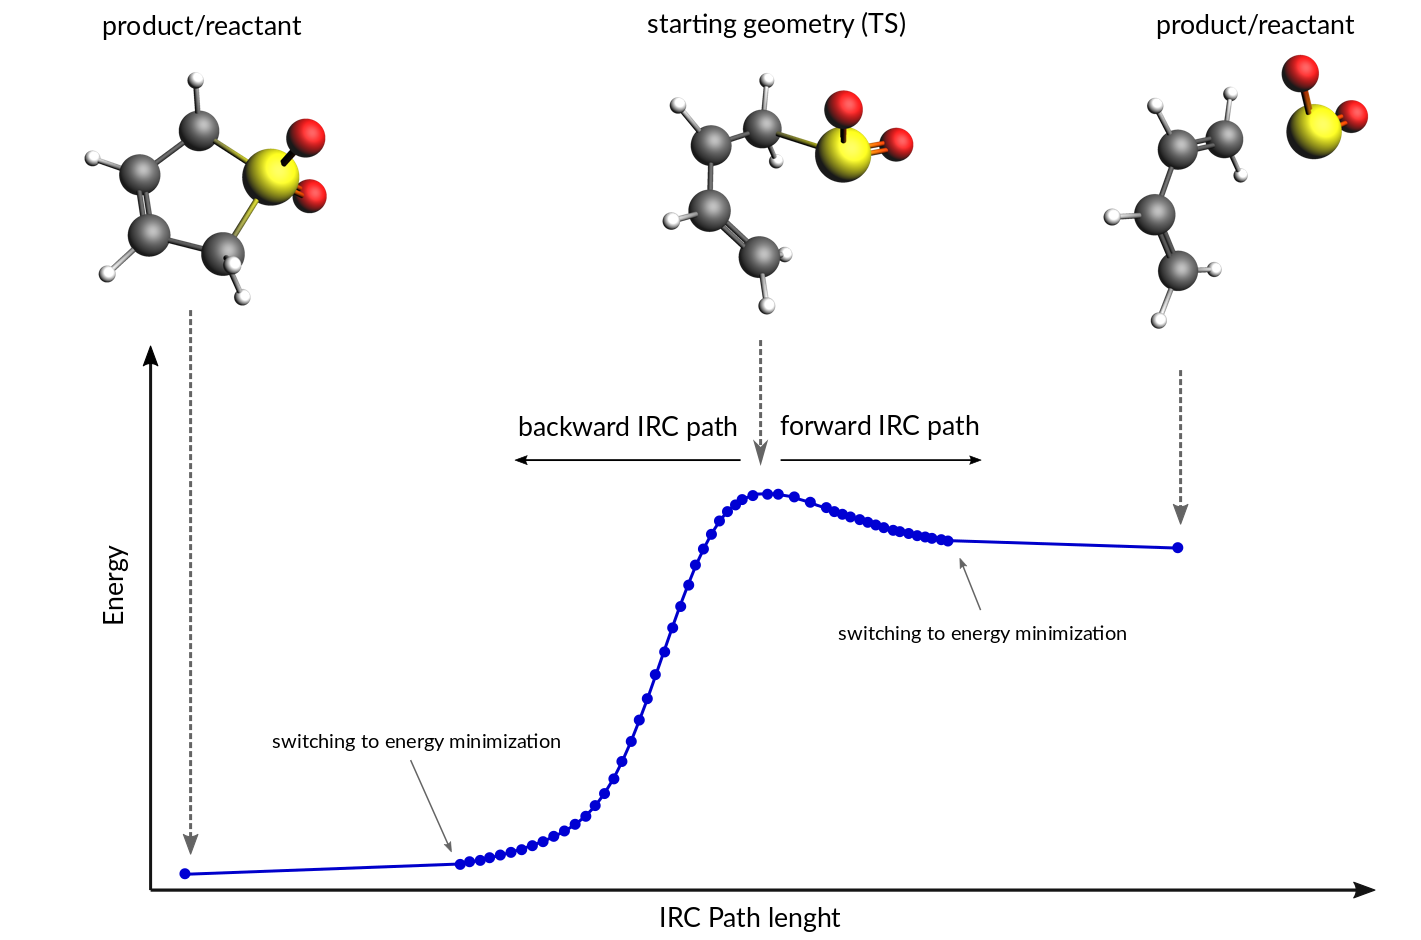 product/reactant
starting geometry (TS)
product/reactant
backward IRC path
forward IRC path
Energy
switching to energy minimization
switching to energy minimization
IRC Path lenght